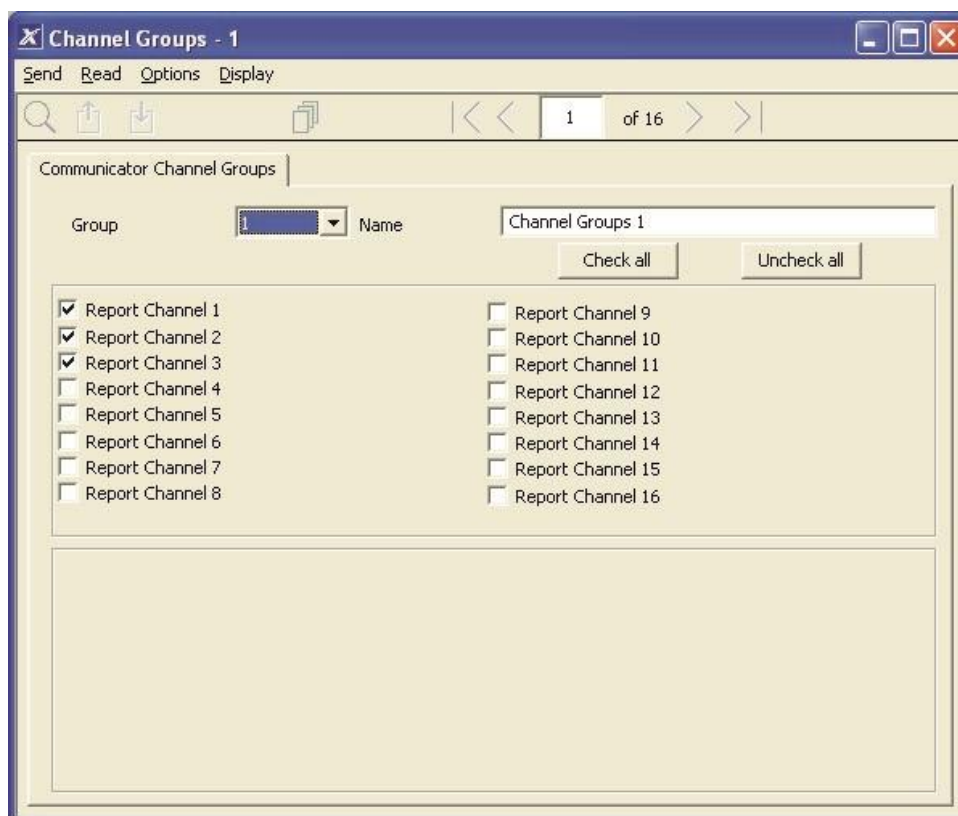 Channel Groups - 1
Send Read Options Display
1 of 16
Communicator Channel Groups
Group 1 Name Channel Groups 1
Check all Uncheck all
Report Channel 1
Report Channel 2
Report Channel 3
Report Channel 4
Report Channel 5
Report Channel 6
Report Channel 7
Report Channel 8
Report Channel 9
Report Channel 10
Report Channel 11
Report Channel 12
Report Channel 13
Report Channel 14
Report Channel 15
Report Channel 16